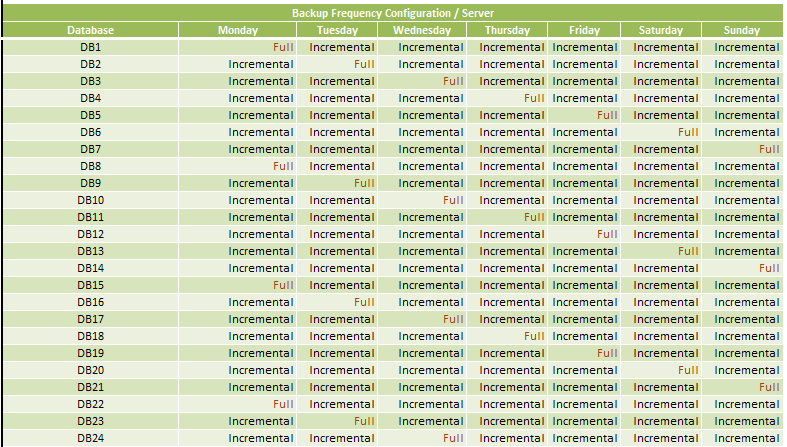 Backup Frequency Configuration / Server
Database Monday Tuesday Wednesday Thursday Friday Saturday Sunday
DB1 Full Incremental Incremental Incremental Incremental Incremental Incremental
DB2 Incremental Full Incremental Incremental Incremental Incremental Incremental
DB3 Incremental Incremental Full Incremental Incremental Incremental Incremental
DB4 Incremental Incremental Incremental Full Incremental Incremental Incremental
DB5 Incremental Incremental Incremental Incremental Full Incremental Incremental
DB6 Incremental Incremental Incremental Incremental Incremental Full Incremental
DB7 Incremental Incremental Incremental Incremental Incremental Incremental Full
DB8 Full Incremental Incremental Incremental Incremental Incremental Incremental
DB9 Incremental Full Incremental Incremental Incremental Incremental Incremental
DB10 Incremental Incremental Full Incremental Incremental Incremental Incremental
DB11 Incremental Incremental Incremental Full Incremental Incremental Incremental
DB12 Incremental Incremental Incremental Incremental Full Incremental Incremental
DB13 Incremental Incremental Incremental Incremental Incremental Full Incremental
DB14 Incremental Incremental Incremental Incremental Incremental Incremental Full
DB15 Full Incremental Incremental Incremental Incremental Incremental Incremental
DB16 Incremental Full Incremental Incremental Incremental Incremental Incremental
DB17 Incremental Incremental Full Incremental Incremental Incremental Incremental
DB18 Incremental Incremental Incremental Full Incremental Incremental Incremental
DB19 Incremental Incremental Incremental Incremental Full Incremental Incremental
DB20 Incremental Incremental Incremental Incremental Incremental Full Incremental
DB21 Incremental Incremental Incremental Incremental Incremental Incremental Full
DB22 Full Incremental Incremental Incremental Incremental Incremental Incremental
DB23 Incremental Full Incremental Incremental Incremental Incremental Incremental
DB24 Incremental Incremental Full Incremental Incremental Incremental Incremental